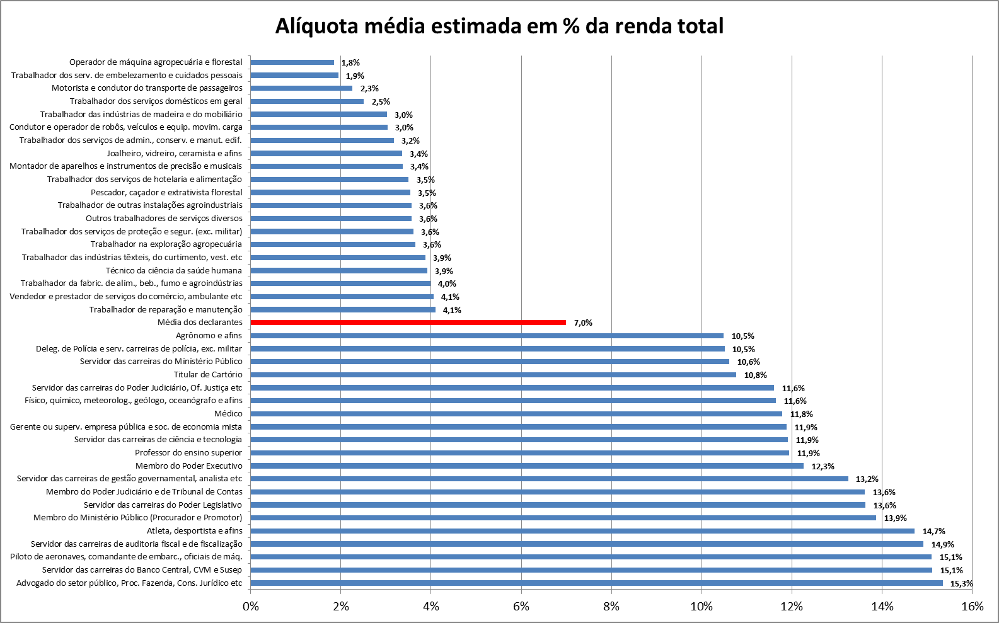 Alíquota média estimada em % da renda total
Operador de máquina agropecuária e florestal 1,8%
Trabalhador dos serv. de embelezamento e cuidados pessoais 1,9%
Motorista e condutor do transporte de passageiros 2,3%
Trabalhador dos serviços domésticos em geral 2,5%
Trabalhador das indústrias de madeira e do mobiliário 3,0%
Condutor e operador de robôs, veículos e equip. movim. carga 3,0%
Trabalhador dos serviços de admin., conserv. e manut. edif. 3,2%
Joalheiro, vidreiro, ceramista e afins 3,4%
Montador de aparelhos e instrumentos de precisão e musicais 3,4%
Trabalhador dos serviços de hotelaria e alimentação 3,5%
Pescador, caçador e extrativista florestal 3,5%
Trabalhador de outras instalações agroindustriais 3,6%
Outros trabalhadores de serviços diversos 3,6%
Trabalhador dos serviços de proteção e segur. (exc. militar) 3,6%
Trabalhador na exploração agropecuária 3,6%
Trabalhador das indústrias têxteis, do curtimento, vest. etc 3,9%
Técnico da ciência da saúde humana 3,9%
Trabalhador da fabric. de alim., beb., fumo e agroindústrias 4,0%
Vendedor e prestador de serviços do comércio, ambulante etc 4,1%
Trabalhador de reparação e manutenção 4,1%
Média dos declarantes 7,0%
Agrônomo e afins 10,5%
Deleg. de Polícia e serv. carreiras de polícia, exc. militar 10,5%
Servidor das carreiras do Ministério Público 10,6%
Titular de Cartório 10,8%
Servidor das carreiras do Poder Judiciário, Of. Justiça etc 11,6%
Físico, químico, meteorolog., geólogo, oceanógrafo e afins 11,6%
Médico 11,8%
Gerente ou superv. empresa pública e soc. de economia mista 11,9%
Servidor das carreiras de ciência e tecnologia 11,9%
Professor do ensino superior 11,9%
Membro do Poder Executivo 12,3%
Servidor das carreiras de gestão governamental, analista etc 13,2%
Membro do Poder Judiciário e de Tribunal de Contas 13,6%
Servidor das carreiras do Poder Legislativo 13,6%
Membro do Ministério Público (Procurador e Promotor) 13,9%
Atleta, desportista e afins 14,7%
Servidor das carreiras de auditoria fiscal e de fiscalização 14,9%
Piloto de aeronaves, comandante de embarc., oficiais de máq. 15,1%
Servidor das carreiras do Banco Central, CVM e Susep 15,1%
Advogado do setor público, Proc. Fazenda, Cons. Jurídico etc 15,3%
0% 2% 4% 6% 8% 10% 12% 14% 16%